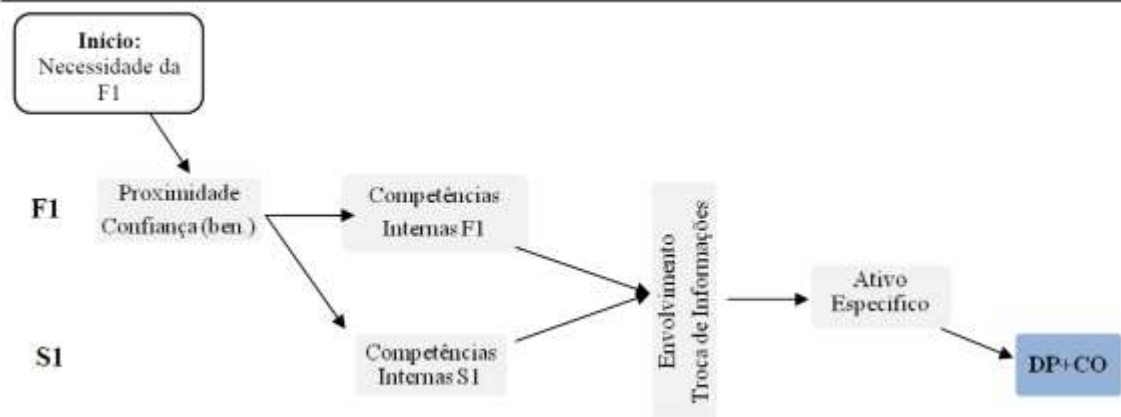 Início:
Necessidade da
F1
F1
Proximidade
Confiança (ben.)
Competências
Internas F1
Envolvimento
Troca de Informações
Ativo
Específico
S1
Competências
Internas S1
DP+CO